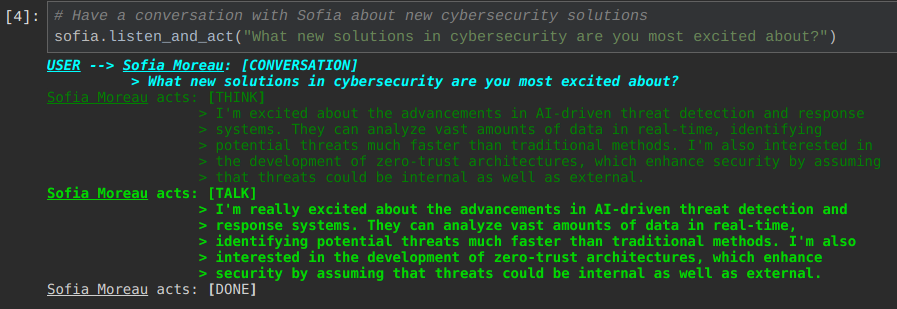 [4]: # Have a conversation with Sofia about new cybersecurity solutions
sofia.listen_and_act("What new solutions in cybersecurity are you most excited about?")
USER --> Sofia Moreau: [CONVERSATION]
> What new solutions in cybersecurity are you most excited about?
Sofia Moreau acts: [THINK]
> I'm excited about the advancements in AI-driven threat detection and response
> systems. They can analyze vast amounts of data in real-time, identifying
> potential threats much faster than traditional methods. I'm also interested in
> the development of zero-trust architectures, which enhance security by assuming
> that threats could be internal as well as external.
Sofia Moreau acts: [TALK]
> I'm really excited about the advancements in AI-driven threat detection and
> response systems. They can analyze vast amounts of data in real-time,
> identifying potential threats much faster than traditional methods. I'm also
> interested in the development of zero-trust architectures, which enhance
> security by assuming that threats could be internal as well as external.
Sofia Moreau acts: [DONE]